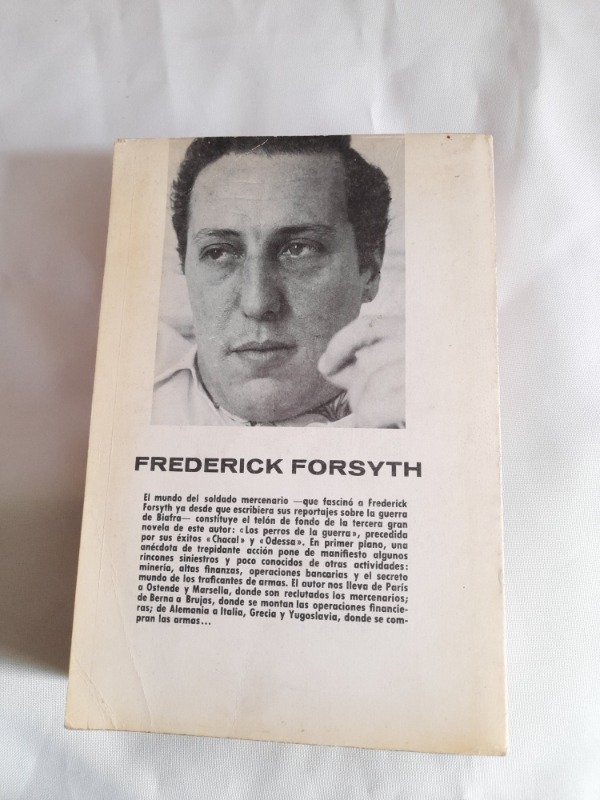 FREDERICK FORSYTH
El mundo del soldado mercenario —que fascinó a Frederick
Forsyth ya desde que escribiera sus reportajes sobre la guerra
de Biafra— constituye el telón de fondo de la tercera gran
novela de este autor: «Los perros de la guerra», precedida
por sus éxitos «Chacal» y «Odessa». En primer plano, una
anécdota de trepidante acción pone de manifiesto algunos
rincones siniestros y poco conocidos de otras actividades:
minería, altas finanzas, operaciones bancarias y el secreto
mundo de los traficantes de armas. El autor nos lleva de París
a Ostende y Marsella, donde son reclutados los mercenarios;
de Berna a Brujas, donde se montan las operaciones financie-
ras; de Alemania a Italia, Grecia y Yugoslavia, donde se com-
pran las armas...